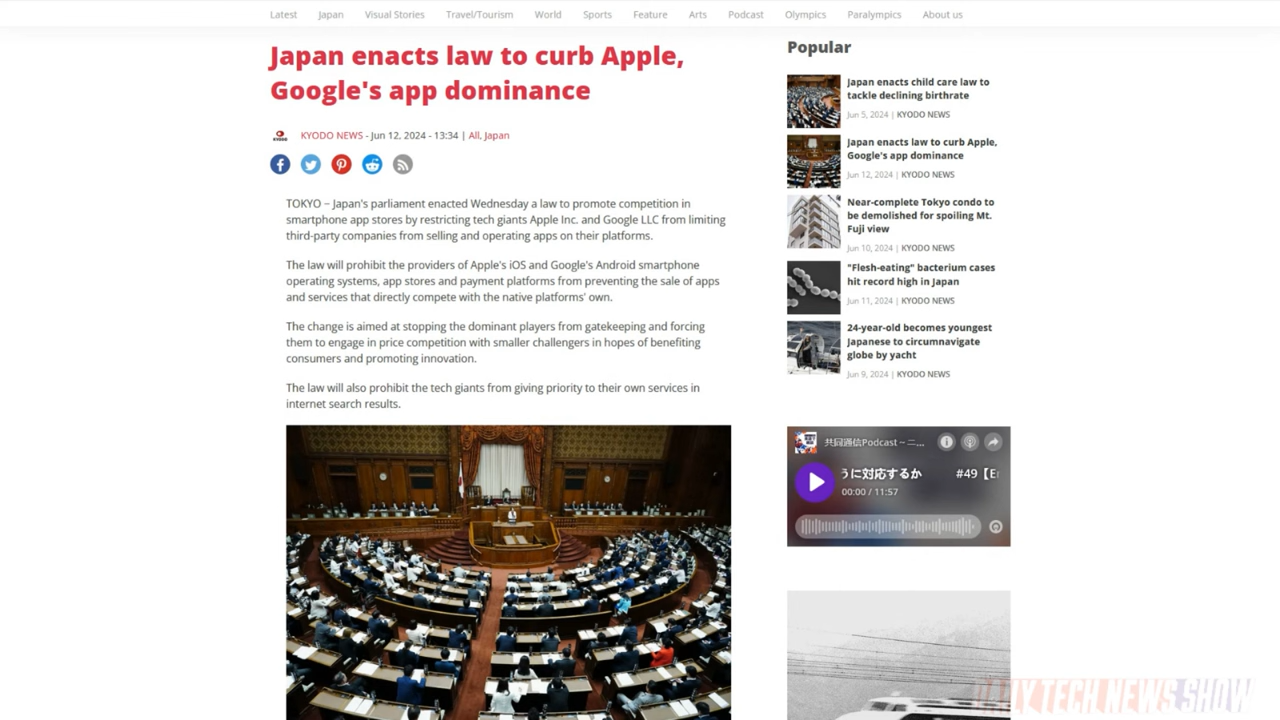 Latest Japan Visual Stories Travel/Tourism World Sports Feature Arts Podcast Olympics Paralympics About us
Japan enacts law to curb Apple,
Google's app dominance
KYODO NEWS - Jun 12, 2024 - 13:34 | All, Japan
TOKYO – Japan's parliament enacted Wednesday a law to promote competition in
smartphone app stores by restricting tech giants Apple Inc. and Google LLC from limiting
third-party companies from selling and operating apps on their platforms.
The law will prohibit the providers of Apple's iOS and Google's Android smartphone
operating systems, app stores and payment platforms from preventing the sale of apps
and services that directly compete with the native platforms' own.
The change is aimed at stopping the dominant players from gatekeeping and forcing
them to engage in price competition with smaller challengers in hopes of benefiting
consumers and promoting innovation.
The law will also prohibit the tech giants from giving priority to their own services in
internet search results.
Popular
Japan enacts child care law to
tackle declining birthrate
Jun 5, 2024 | KYODO NEWS
Japan enacts law to curb Apple,
Google's app dominance
Jun 12, 2024 | KYODO NEWS
Near-complete Tokyo condo to
be demolished for spoiling Mt.
Fuji view
Jun 10, 2024 | KYODO NEWS
"Flesh-eating" bacterium cases
hit record high in Japan
Jun 11, 2024 | KYODO NEWS
24-year-old becomes youngest
Japanese to circumnavigate
globe by yacht
Jun 9, 2024 | KYODO NEWS
共同通信Podcast ~ ニ...
うに対応するか #49【En
00:00 / 11:57
DAILY TECH NEWS SHOW